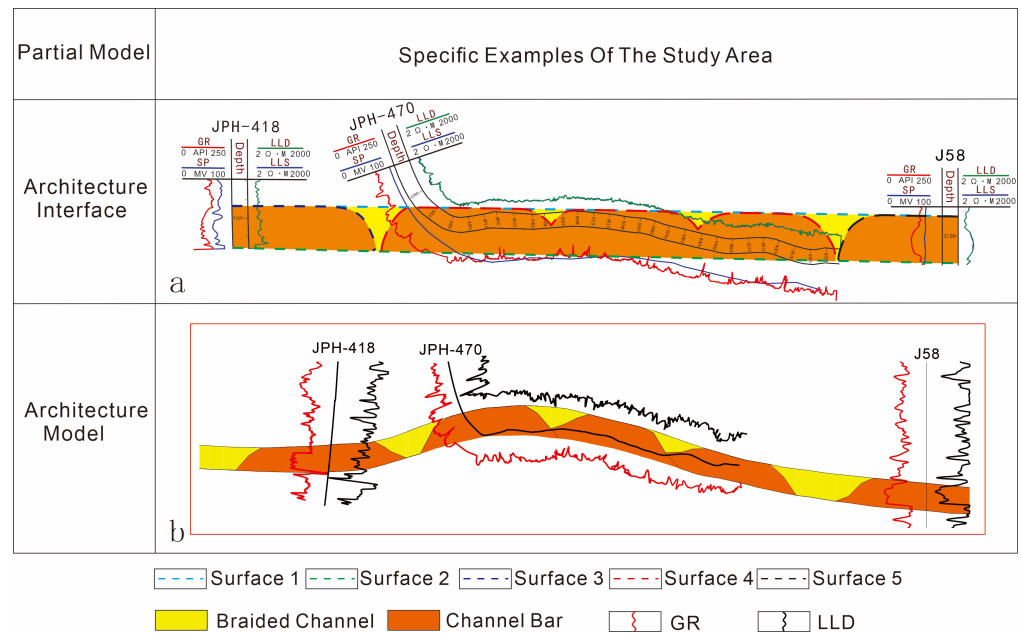 Partial Model
Specific Examples Of The Study Area
Architecture
Interface
JPH-418
GR
0 API 250
SP
0 MV 100
Depth
LLD
2 Ω·M 2000
LLS
2 Ω·M 2000
JPH-470
GR
0 API 250
SP
0 MV 100
Depth
LLD
2 Ω·M 2000
LLS
2 Ω·M 2000
J58
GR
0 API 250
SP
0 MV 100
Depth
LLD
2 Ω·M 2000
LLS
2 Ω·M 2000
a
Architecture
Model
JPH-418
JPH-470
J58
b
Surface 1
Surface 2
Surface 3
Surface 4
Surface 5
Braided Channel
Channel Bar
GR
LLD